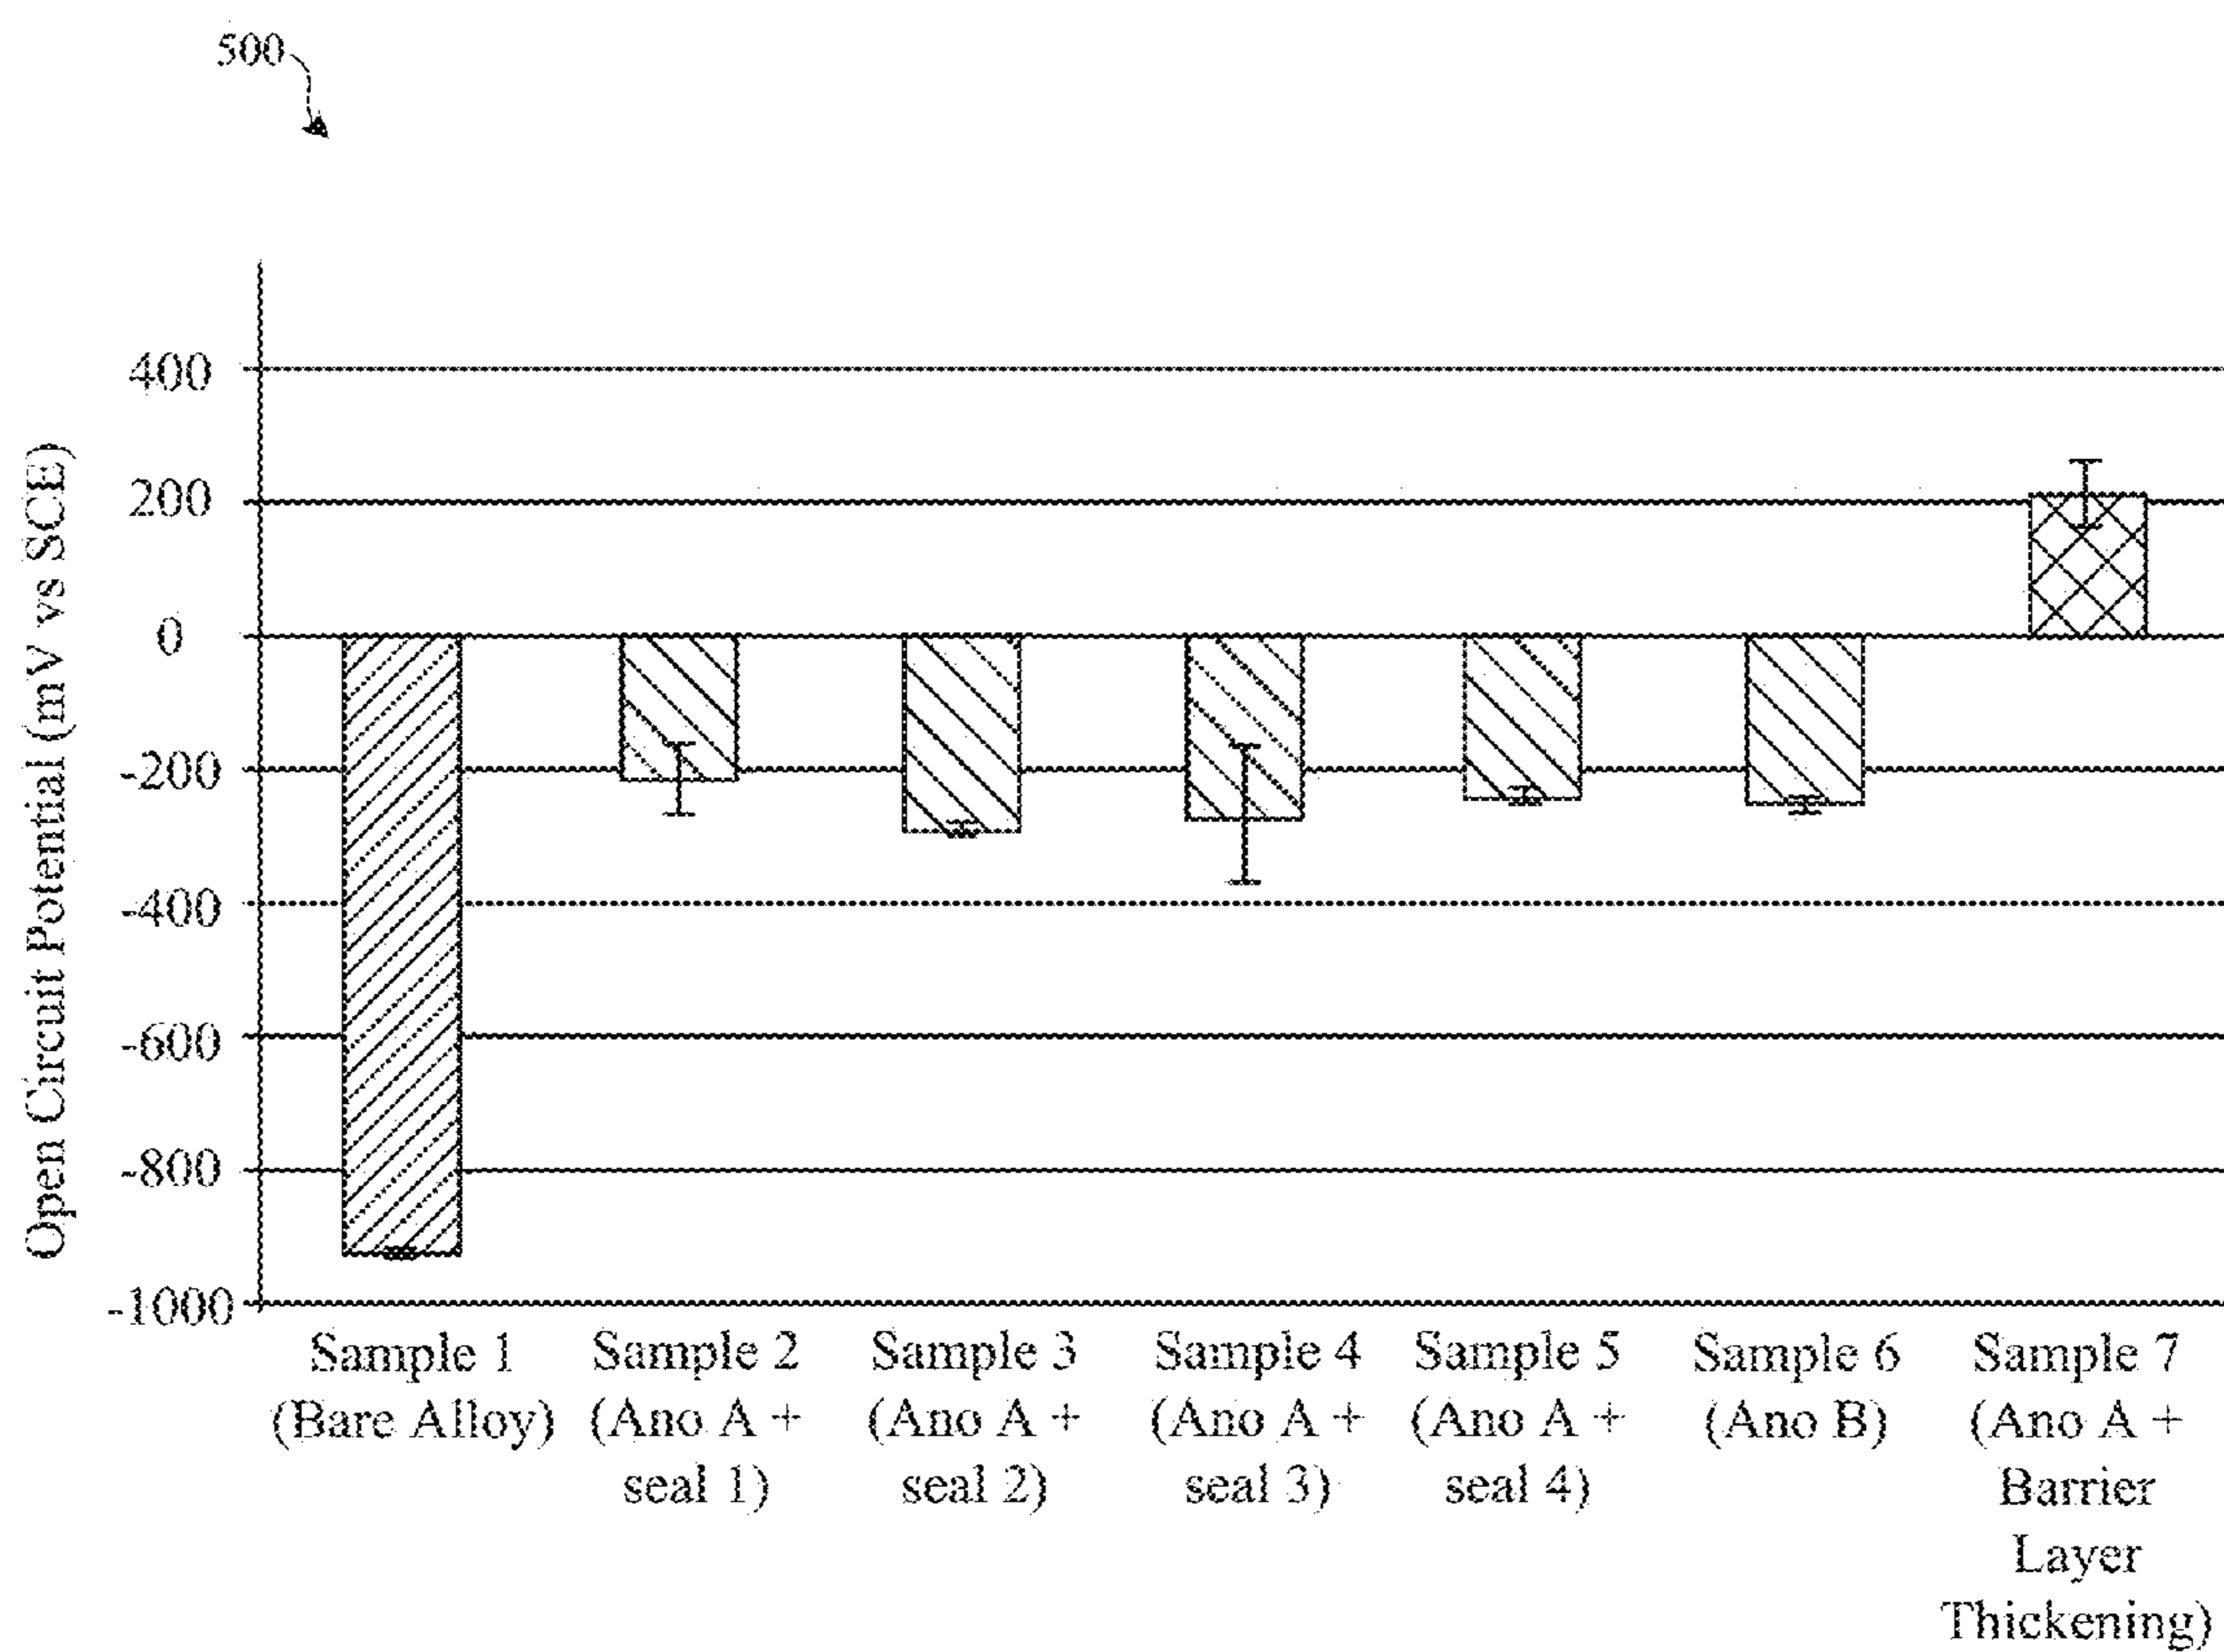 500
400
200
0
-200
-400
-600
-800
-1000
Open Circuit Potential (mV vs SCE)
Sample 1
(Bare Alloy)
Sample 2
(Ano A +
seal 1)
Sample 3
(Ano A +
seal 2)
Sample 4
(Ano A +
seal 3)
Sample 5
(Ano A +
seal 4)
Sample 6
(Ano B)
Sample 7
(Ano A +
Barrier
Layer
Thickening)